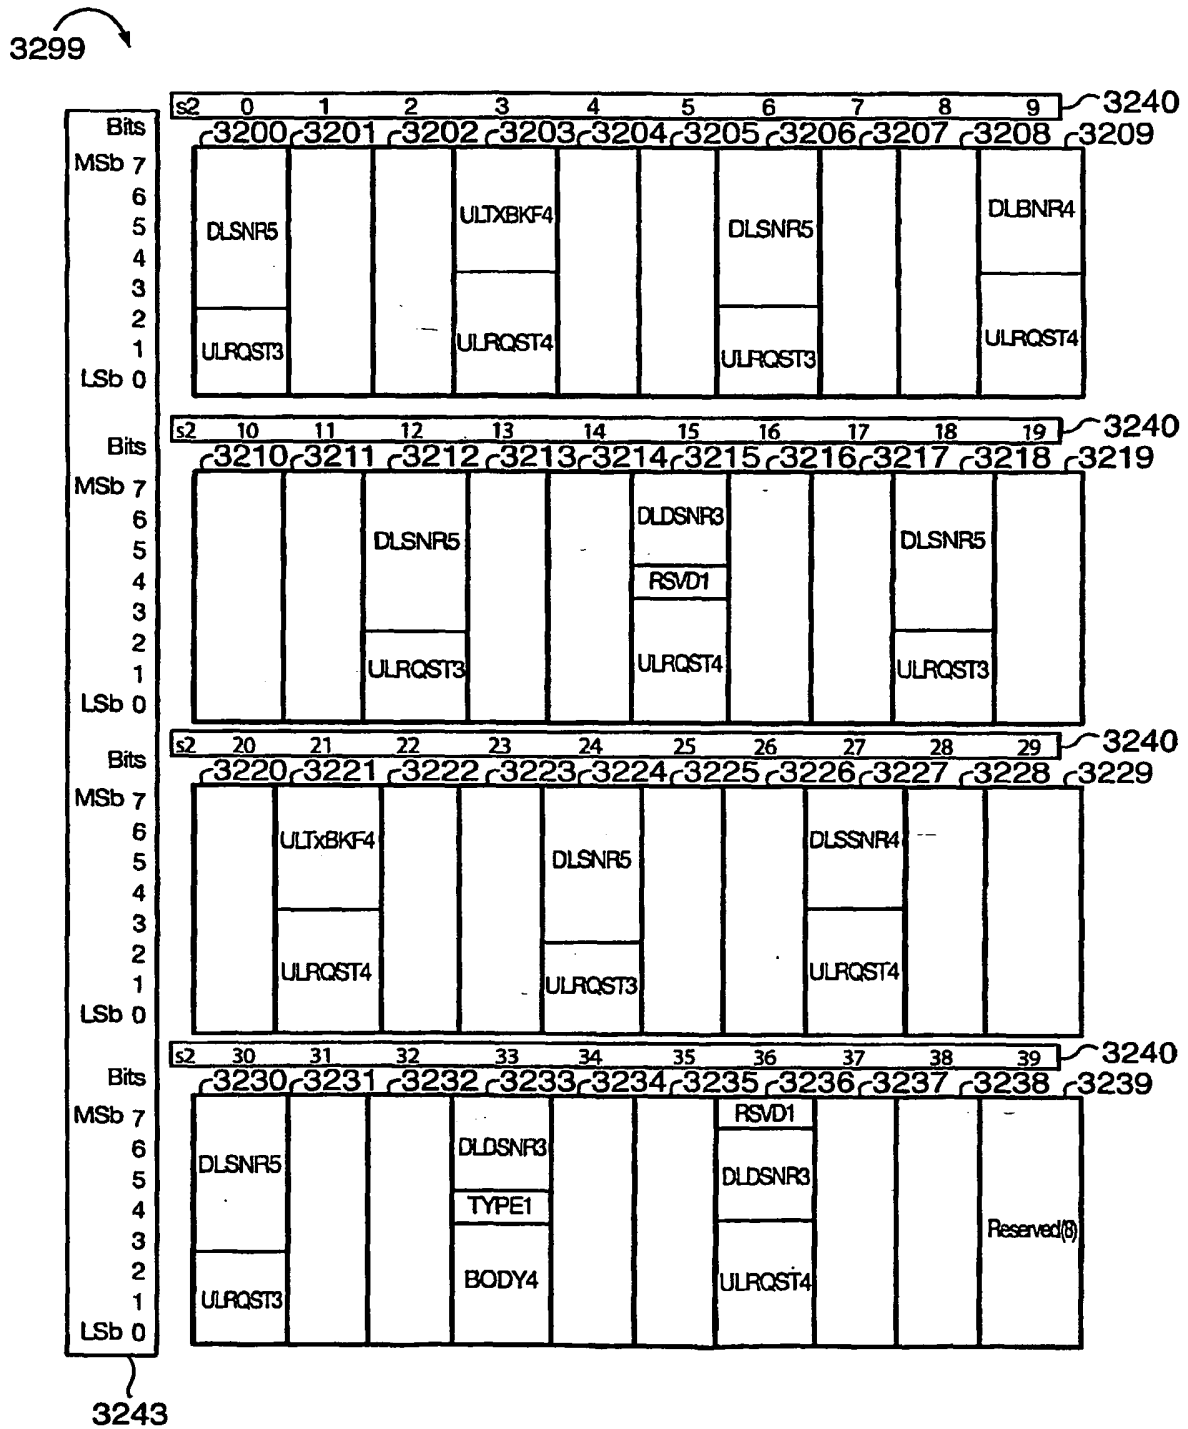 3299
s2 0 1 2 3 4 5 6 7 8 9 3240
Bits 3200 3201 3202 3203 3204 3205 3206 3207 3208 3209
MSb 7
6
5
4
3
2
1
LSb 0
DLSNR5 ULTXBKF4 DLSNR5 DLBNR4
ULRQST3 ULRQST4 ULRQST3 ULRQST4
s2 10 11 12 13 14 15 16 17 18 19 3240
Bits 3210 3211 3212 3213 3214 3215 3216 3217 3218 3219
MSb 7
6
5
4
3
2
1
LSb 0
DLSNR5 DLDSNR3 DLSNR5
RSVD1
ULRQST3 ULRQST4 ULRQST3
s2 20 21 22 23 24 25 26 27 28 29 3240
Bits 3220 3221 3222 3223 3224 3225 3226 3227 3228 3229
MSb 7
6
5
4
3
2
1
LSb 0
ULTxBKF4 DLSNR5 DLSSNR4
ULRQST4 ULRQST3 ULRQST4
s2 30 31 32 33 34 35 36 37 38 39 3240
Bits 3230 3231 3232 3233 3234 3235 3236 3237 3238 3239
MSb 7
6
5
4
3
2
1
LSb 0
RSVD1
DLSNR5 DLDSNR3 DLDSNR3
TYPE1 Reserved(8)
ULRQST3 BODY4 ULRQST4
3243